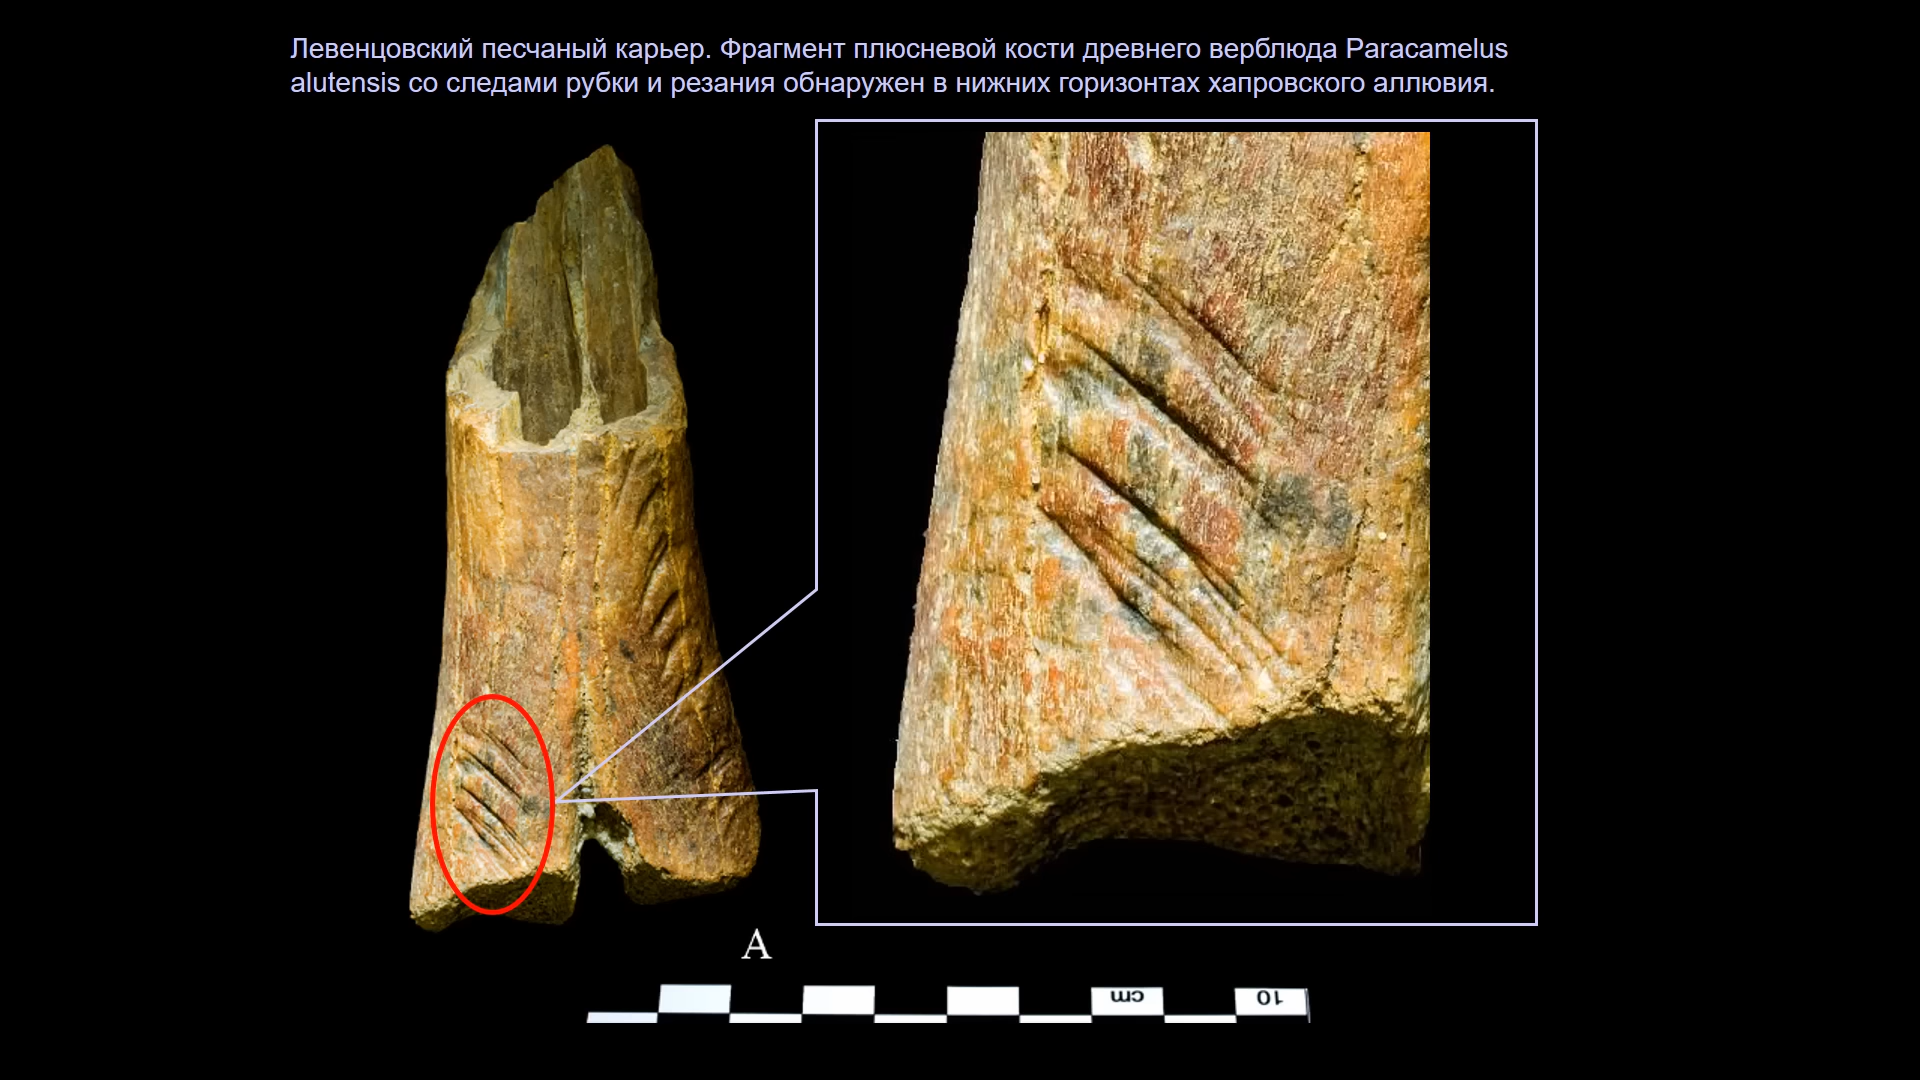 Левенцовский песчаный карьер. Фрагмент плюсневой кости древнего верблюда Paracamelus
alutensis со следами рубки и резания обнаружен в нижних горизонтах хапровского аллювия.
A
cm 10